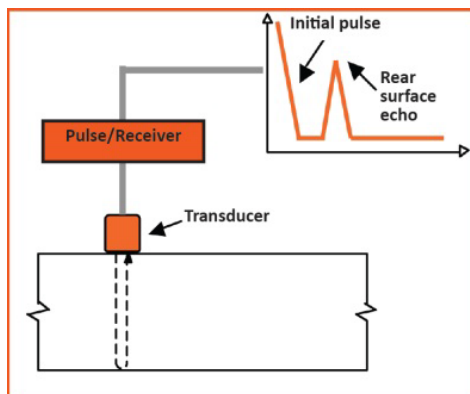 Initial pulse
Rear
surface
echo
Pulse/Receiver
Transducer